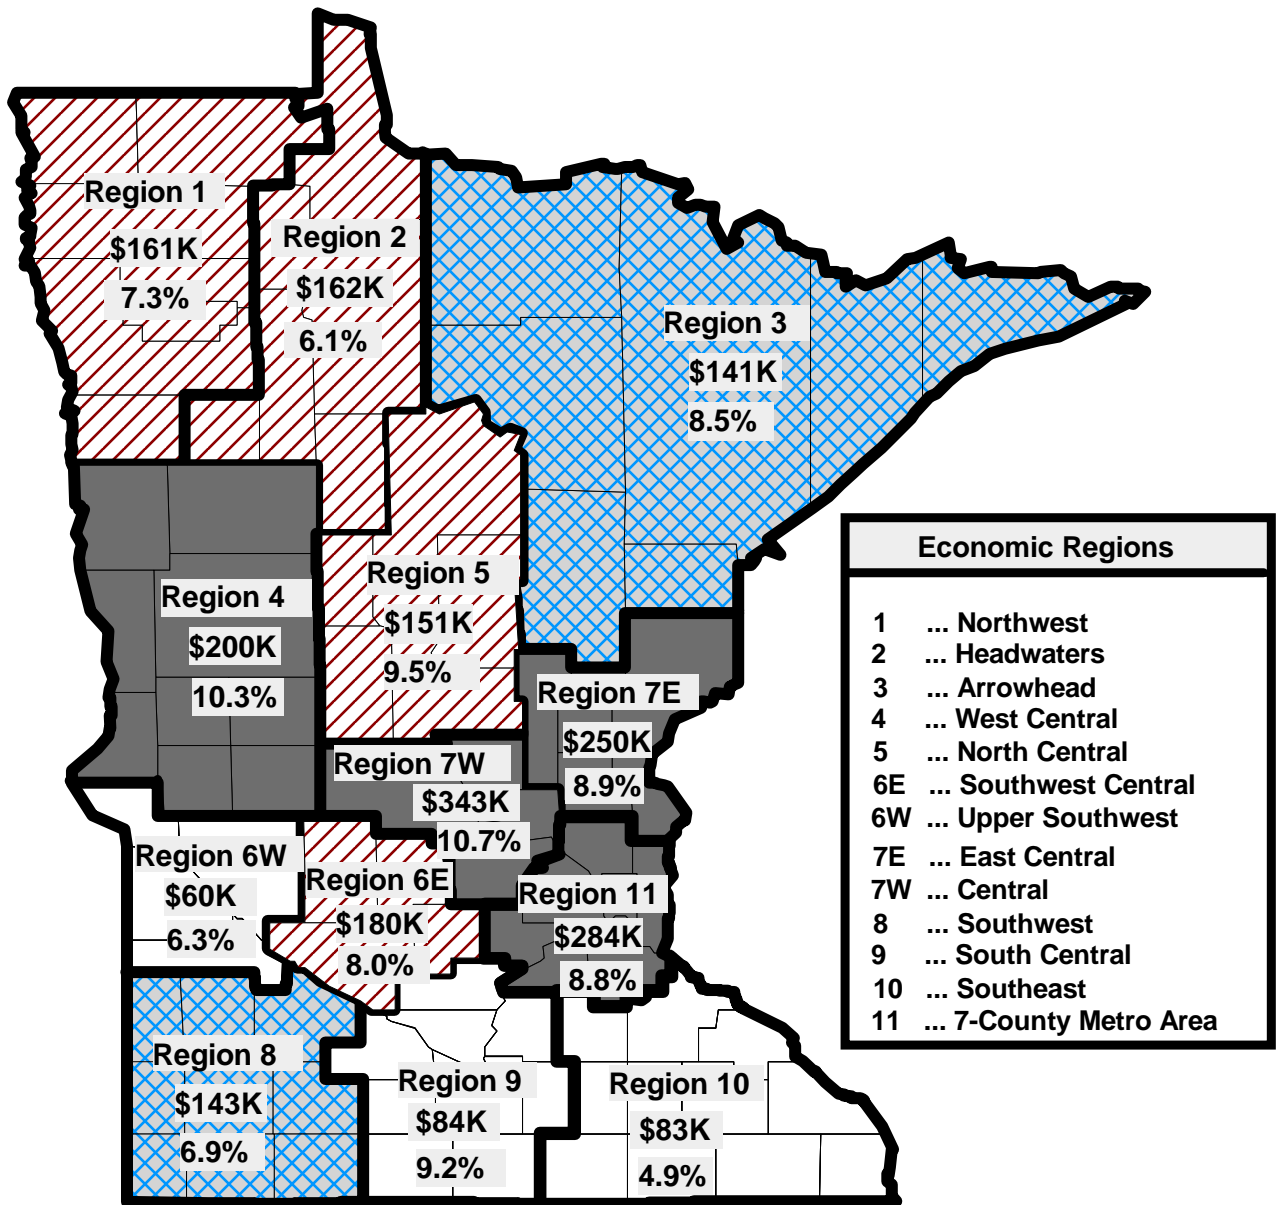 Region 1
$161K
7.3%
Region 2
$162K
6.1%
Region 3
$141K
8.5%
Region 4
$200K
10.3%
Region 5
$151K
9.5%
Region 7E
$250K
8.9%
Region 7W
$343K
10.7%
Region 6W
$60K
6.3%
Region 6E
$180K
8.0%
Region 11
$284K
8.8%
Region 8
$143K
6.9%
Region 9
$84K
9.2%
Region 10
$83K
4.9%
Economic Regions
1 ... Northwest
2 ... Headwaters
3 ... Arrowhead
4 ... West Central
5 ... North Central
6E ... Southwest Central
6W ... Upper Southwest
7E ... East Central
7W ... Central
8 ... Southwest
9 ... South Central
10 ... Southeast
11 ... 7-County Metro Area